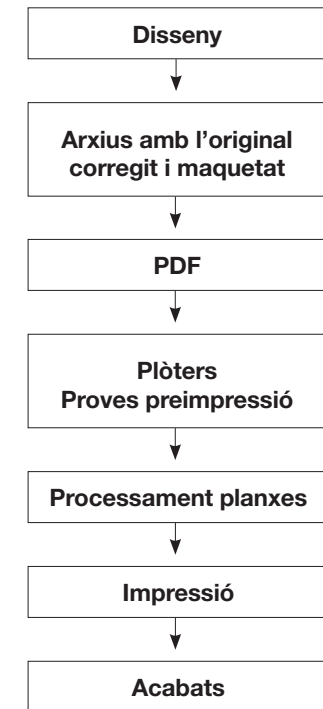 Disseny
Arxius amb l’original
corregit i maquetat
PDF
Plòters
Proves preimpressió
Processament planxes
Impressió
Acabats